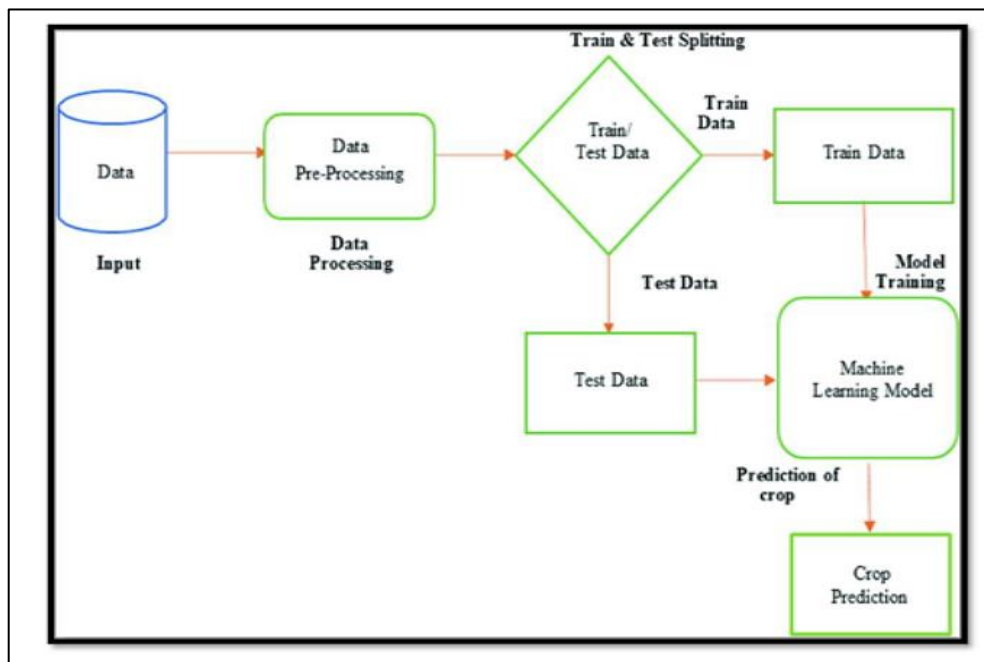 Train & Test Splitting
Data
Input
Data
Pre-Processing
Data
Processing
Train/
Test Data
Train
Data
Train Data
Test Data
Test Data
Model
Training
Machine
Learning Model
Prediction of
crop
Crop
Prediction